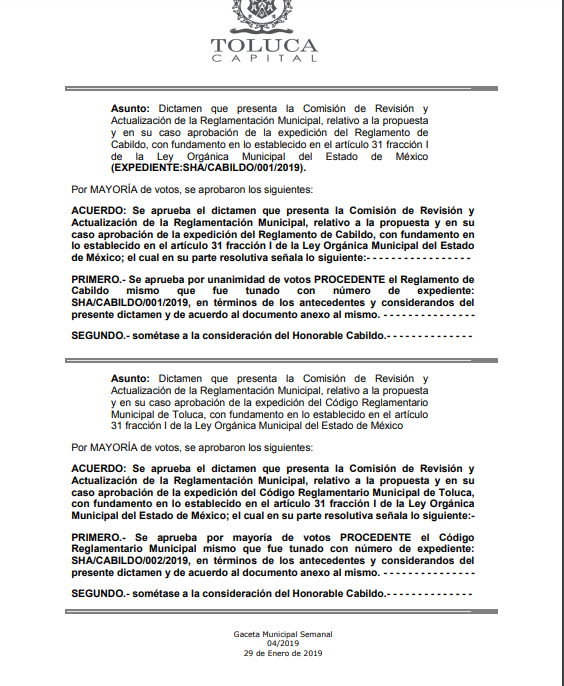 TOLUCA
CAPITAL
Asunto: Dictamen que presenta la Comisión de Revisión y
Actualización de la Reglamentación Municipal, relativo a la propuesta
y en su caso aprobación de la expedición del Reglamento de
Cabildo, con fundamento en lo establecido en el artículo 31 fracción I
de la Ley Orgánica Municipal del Estado de México
(EXPEDIENTE:SHA/CABILDO/001/2019).
Por MAYORÍA de votos, se aprobaron los siguientes:
ACUERDO: Se aprueba el dictamen que presenta la Comisión de Revisión y
Actualización de la Reglamentación Municipal, relativo a la propuesta y en su
caso aprobación de la expedición del Reglamento de Cabildo, con fundamento en
lo establecido en el artículo 31 fracción I de la Ley Orgánica Municipal del Estado
de México; el cual en su parte resolutiva señala lo siguiente:- - - - - - - - - - - - - - - - -
PRIMERO.- Se aprueba por unanimidad de votos PROCEDENTE el Reglamento de
Cabildo mismo que fue tunado con número de expediente:
SHA/CABILDO/001/2019, en términos de los antecedentes y considerandos del
presente dictamen y de acuerdo al documento anexo al mismo. - - - - - - - - - - - - - - -
SEGUNDO.- sométase a la consideración del Honorable Cabildo.- - - - - - - - - - - - - -
Asunto: Dictamen que presenta la Comisión de Revisión y
Actualización de la Reglamentación Municipal, relativo a la propuesta
y en su caso aprobación de la expedición del Código Reglamentario
Municipal de Toluca, con fundamento en lo establecido en el artículo
31 fracción I de la Ley Orgánica Municipal del Estado de México
Por MAYORÍA de votos, se aprobaron los siguientes:
ACUERDO: Se aprueba el dictamen que presenta la Comisión de Revisión y
Actualización de la Reglamentación Municipal, relativo a la propuesta y en su
caso aprobación de la expedición del Código Reglamentario Municipal de Toluca,
con fundamento en lo establecido en el artículo 31 fracción I de la Ley Orgánica
Municipal del Estado de México; el cual en su parte resolutiva señala lo siguiente:-
PRIMERO.- Se aprueba por mayoría de votos PROCEDENTE el Código
Reglamentario Municipal mismo que fue tunado con número de expediente:
SHA/CABILDO/002/2019, en términos de los antecedentes y considerandos del
presente dictamen y de acuerdo al documento anexo al mismo. - - - - - - - - - - - - - - -
SEGUNDO.- sométase a la consideración del Honorable Cabildo.- - - - - - - - - - - - - -
Gaceta Municipal Semanal
04/2019
29 de Enero de 2019